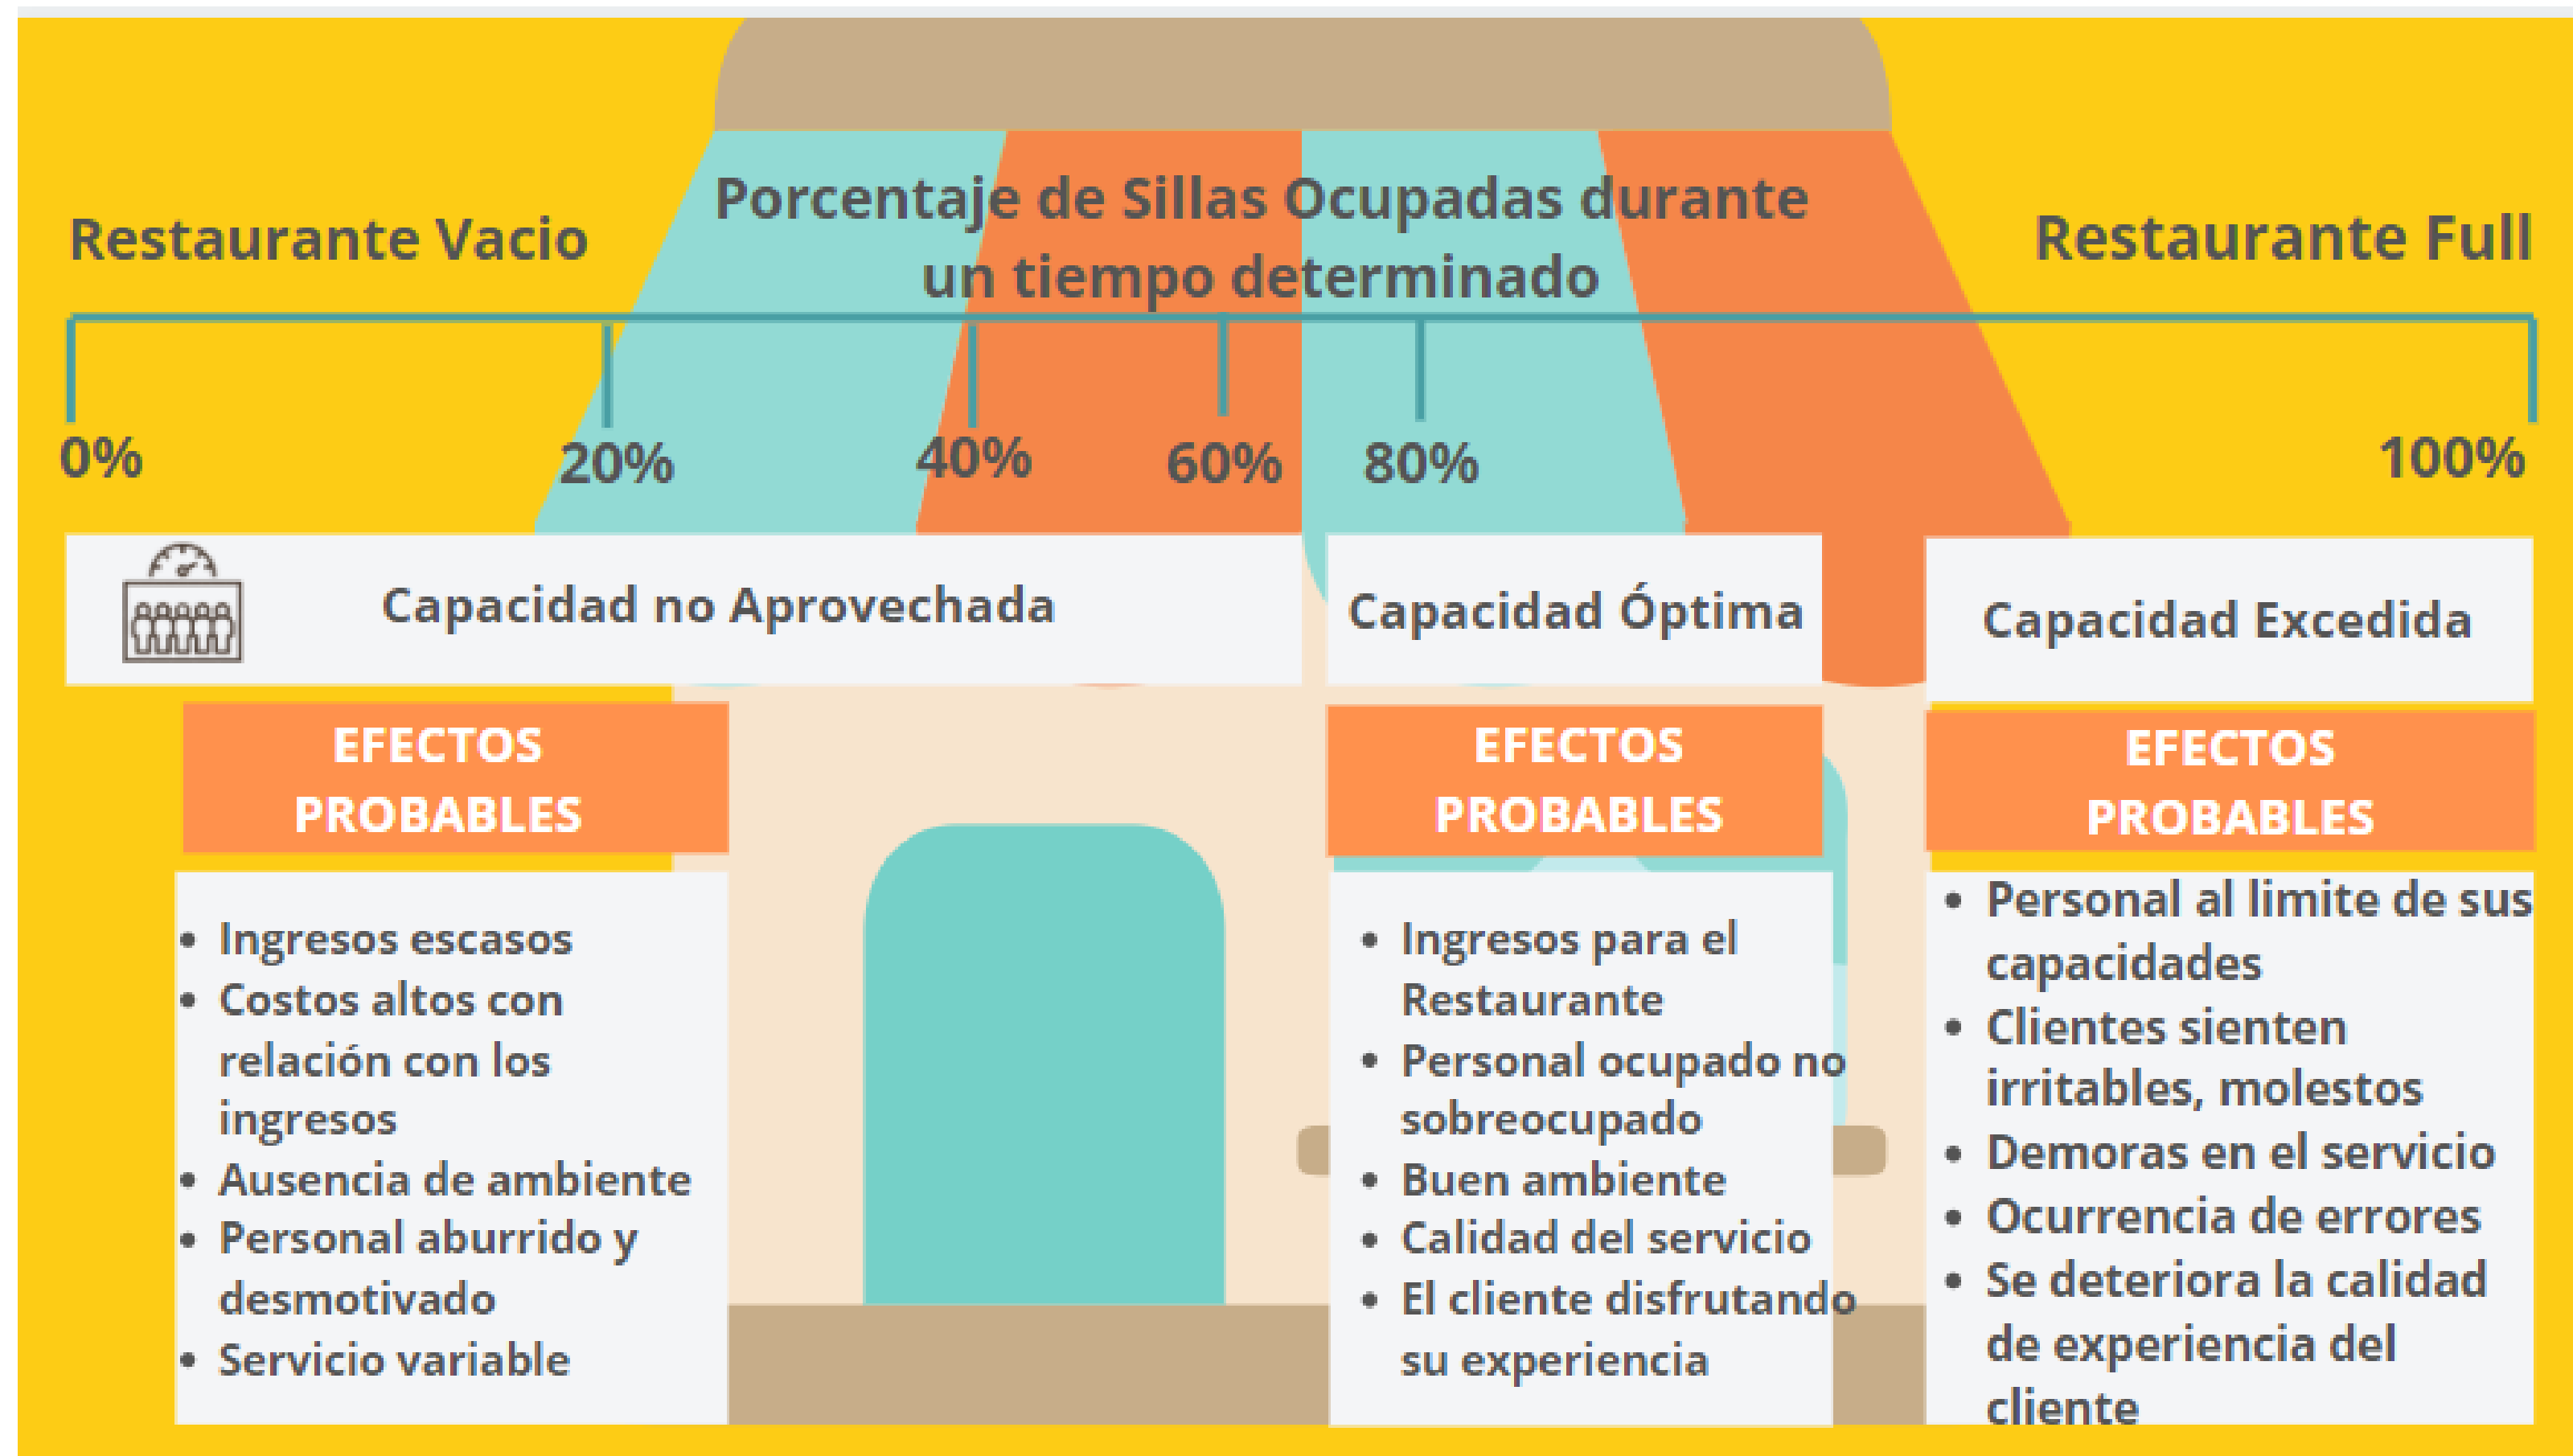 Restaurante Vacio
Porcentaje de Sillas Ocupadas durante
un tiempo determinado
Restaurante Full
0%
20%
40%
60%
80%
100%
Capacidad no Aprovechada
Capacidad Óptima
Capacidad Excedida
EFECTOS
PROBABLES
• Ingresos escasos
• Costos altos con
relación con los
ingresos
• Ausencia de ambiente
• Personal aburrido y
desmotivado
• Servicio variable
EFECTOS
PROBABLES
• Ingresos para el
Restaurante
• Personal ocupado no
sobreocupado
• Buen ambiente
• Calidad del servicio
• El cliente disfrutando
su experiencia
EFECTOS
PROBABLES
• Personal al limite de sus
capacidades
• Clientes sienten
irritables, molestos
• Demoras en el servicio
• Ocurrencia de errores
• Se deteriora la calidad
de experiencia del
cliente